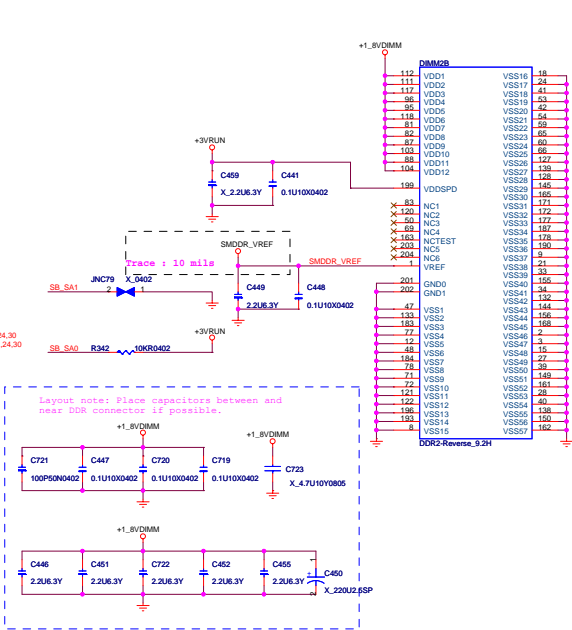 +1_8VDIMM
DIMM2B
112 VDD1
111 VDD2
117 VDD3
96 VDD4
95 VDD5
118 VDD6
81 VDD7
82 VDD8
87 VDD9
103 VDD10
88 VDD11
104 VDD12
199 VDDSPD
83 NC1
120 NC2
50 NC3
69 NC4
163 NCTEST
203 NC5
204 NC6
1 VREF
201 GND0
202 GND1
47 VSS1
133 VSS2
183 VSS3
77 VSS4
12 VSS5
48 VSS6
184 VSS7
78 VSS8
71 VSS9
72 VSS10
121 VSS11
122 VSS12
196 VSS13
193 VSS14
8 VSS15
VSS16 18
VSS17 24
VSS18 41
VSS19 53
VSS20 42
VSS21 54
VSS22 59
VSS23 65
VSS24 60
VSS25 66
VSS26 127
VSS27 139
VSS28 128
VSS29 145
VSS30 165
VSS31 171
VSS32 172
VSS33 177
VSS34 187
VSS35 178
VSS36 190
VSS37 9
VSS38 21
VSS39 33
VSS40 155
VSS41 34
VSS42 132
VSS43 144
VSS44 156
VSS45 168
VSS46 2
VSS47 3
VSS48 15
VSS49 27
VSS50 39
VSS51 149
VSS52 161
VSS53 28
VSS54 40
VSS55 138
VSS56 150
VSS57 162
DDR2-Reverse_9.2H
+3VRUN
C459
X_2.2U6.3Y
C441
0.1U10X0402
SMDDR_VREF
Trace : 10 mils
SMDDR_VREF
JNC79 X_0402
SB_SA1 2 1
C449
2.2U6.3Y
C448
0.1U10X0402
+3VRUN
4,30
,24,30
SB_SA0 R342 10KR0402
Layout note: Place capacitors between and
near DDR connector if possible.
+1_8VDIMM
+1_8VDIMM
C721
100P50N0402
C447
0.1U10X0402
C720
0.1U10X0402
C719
0.1U10X0402
C723
X_4.7U10Y0805
+1_8VDIMM
C446
2.2U6.3Y
C451
2.2U6.3Y
C722
2.2U6.3Y
C452
2.2U6.3Y
C455
2.2U6.3Y
1
+
C450
X_220U2.5SP
2